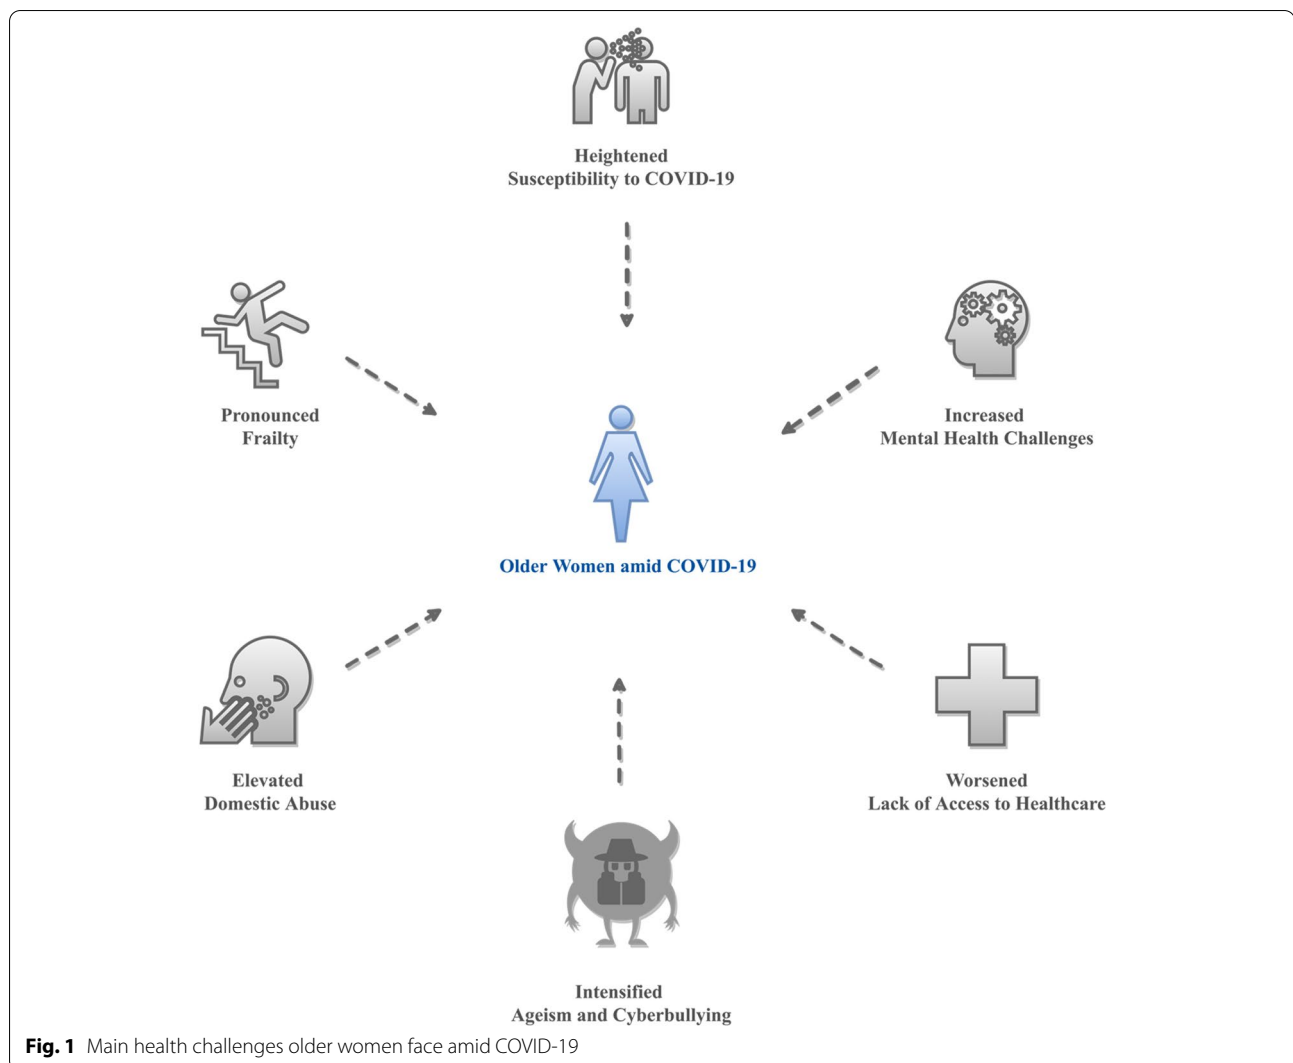 Heightened
Susceptibility to COVID-19
Pronounced
Frailty
Increased
Mental Health Challenges
Older Women amid COVID-19
Elevated
Domestic Abuse
Worsened
Lack of Access to Healthcare
Intensified
Ageism and Cyberbullying
Fig. 1 Main health challenges older women face amid COVID-19